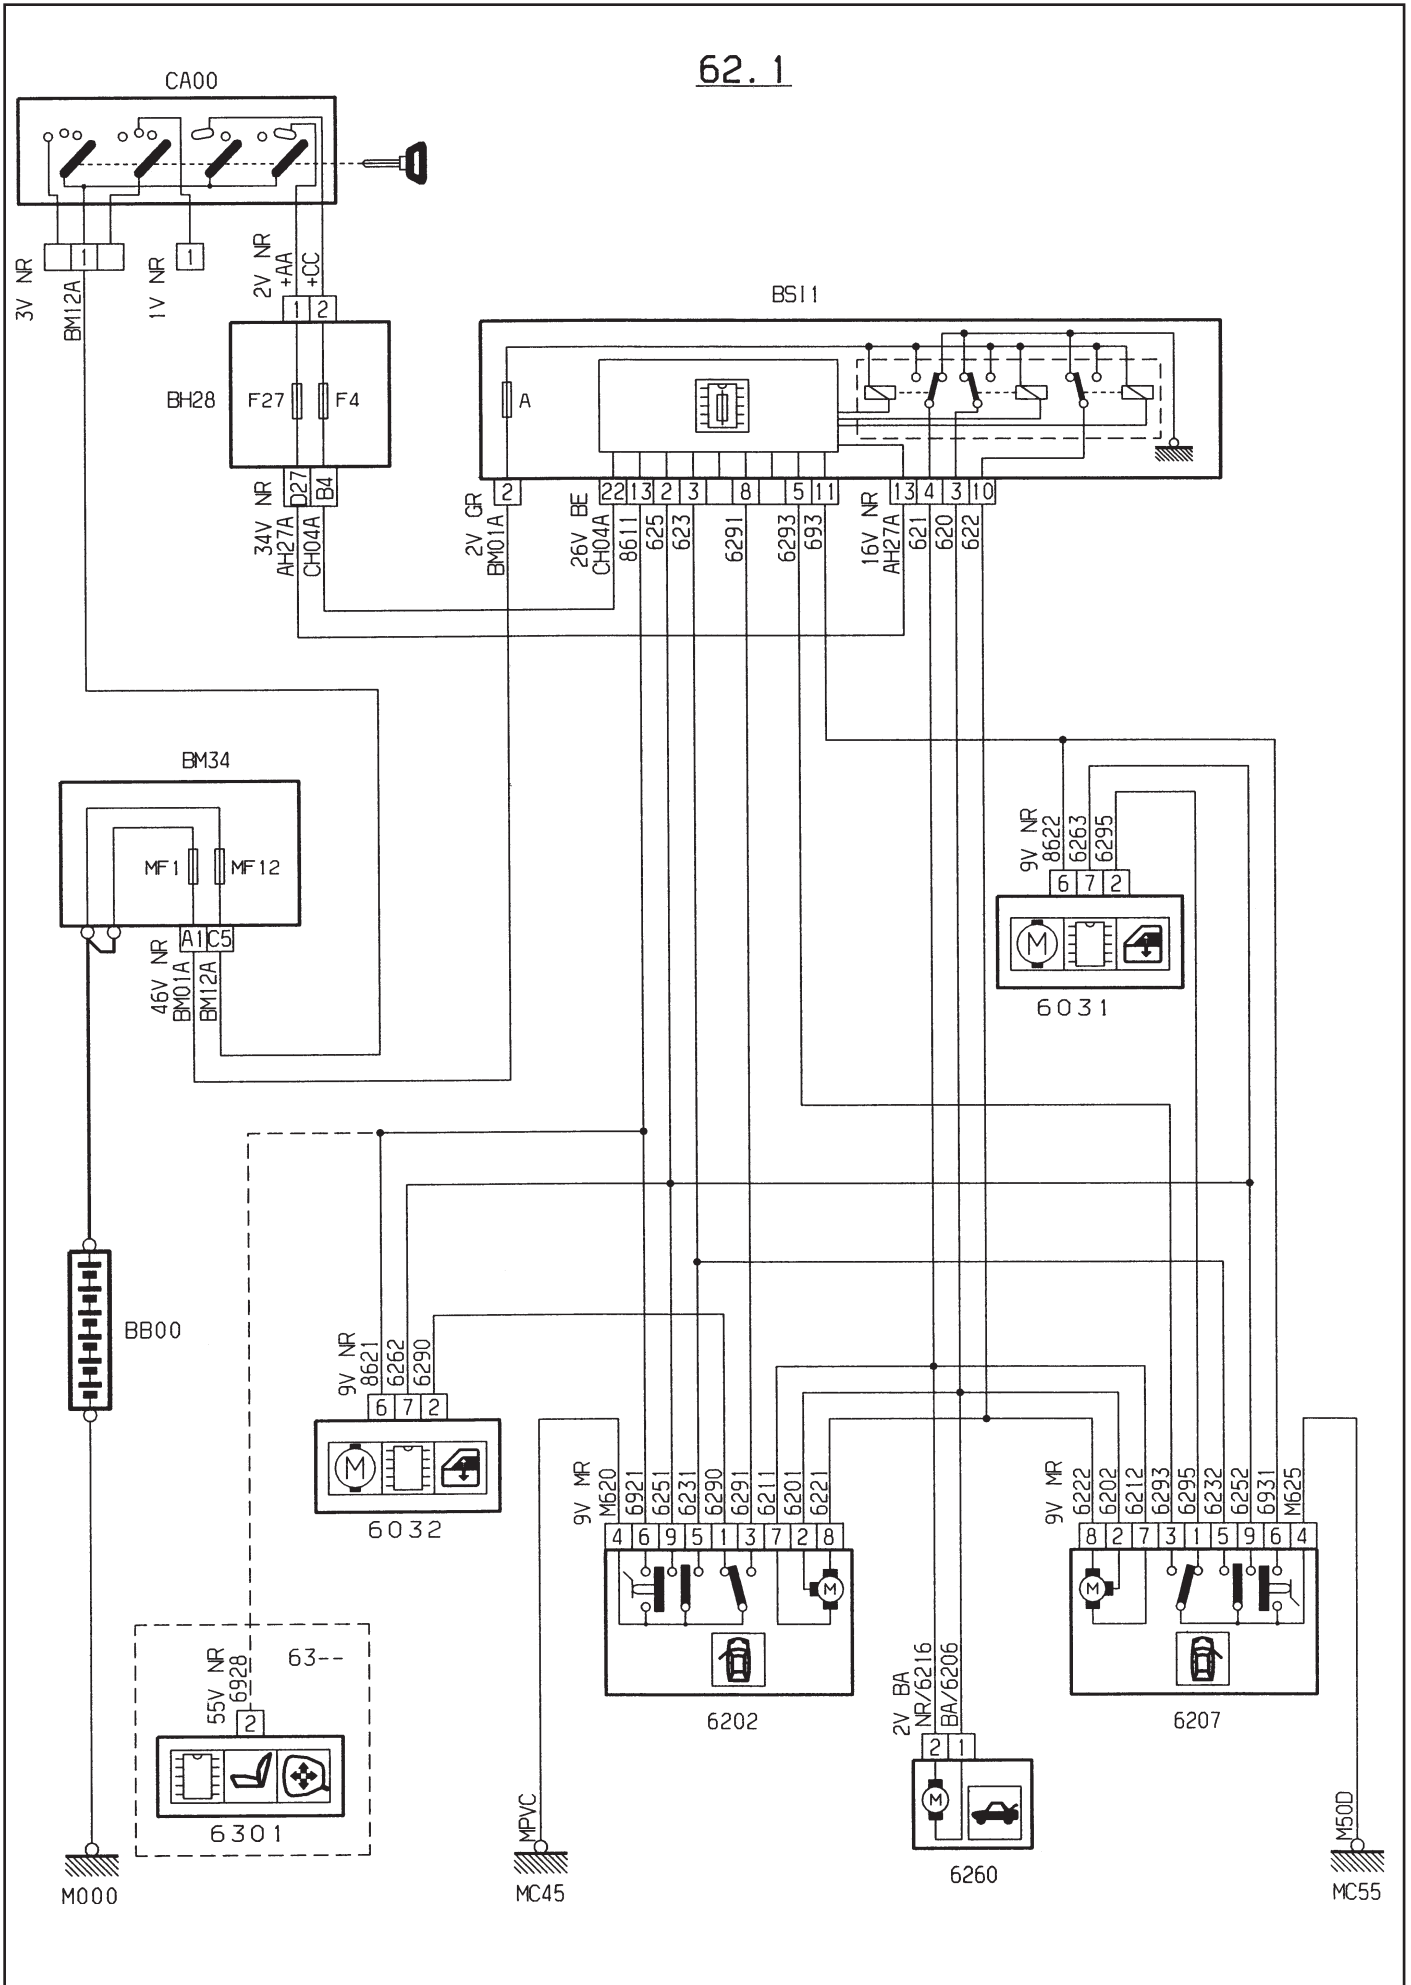 62.1
CA00
3V NR
1
BM12A
1V NR
1
2V NR
+AA
+CC
1 2
BH28
F27
F4
34V NR
D27 B4
AH27A
CH04A
BSI1
A
2
2V GR
BM01A
22 13 2 3 8 5 11
26V BE
CH04A
8611
625
623
6291
6293
693
13 4 3 10
16V NR
AH27A
621
620
622
BM34
MF1
MF12
A1 C5
46V NR
BM01A
BM12A
9V NR
8622
6263
6295
6 7 2
M
6031
BB00
9V NR
8621
6262
6290
6 7 2
M
6032
9V MR
M620
6921
6251
6231
6290
6291
6211
6201
6221
4 6 9 5 1 3 7 2 8
M
6202
9V MR
6222
6202
6212
6293
6295
6232
6252
6931
M625
8 2 7 3 1 5 9 6 4
M
6207
63--
55V NR
6928
2
6301
2V BA
NR/6216
BA/6206
2 1
M
6260
M000
MPVC
MC45
M50D
MC55